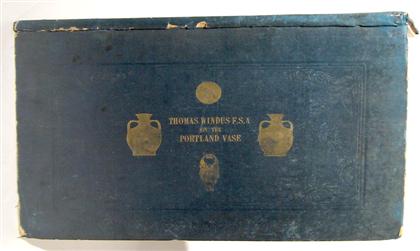 THOMAS WINDUS F.S.A
ON THE
PORTLAND VASE